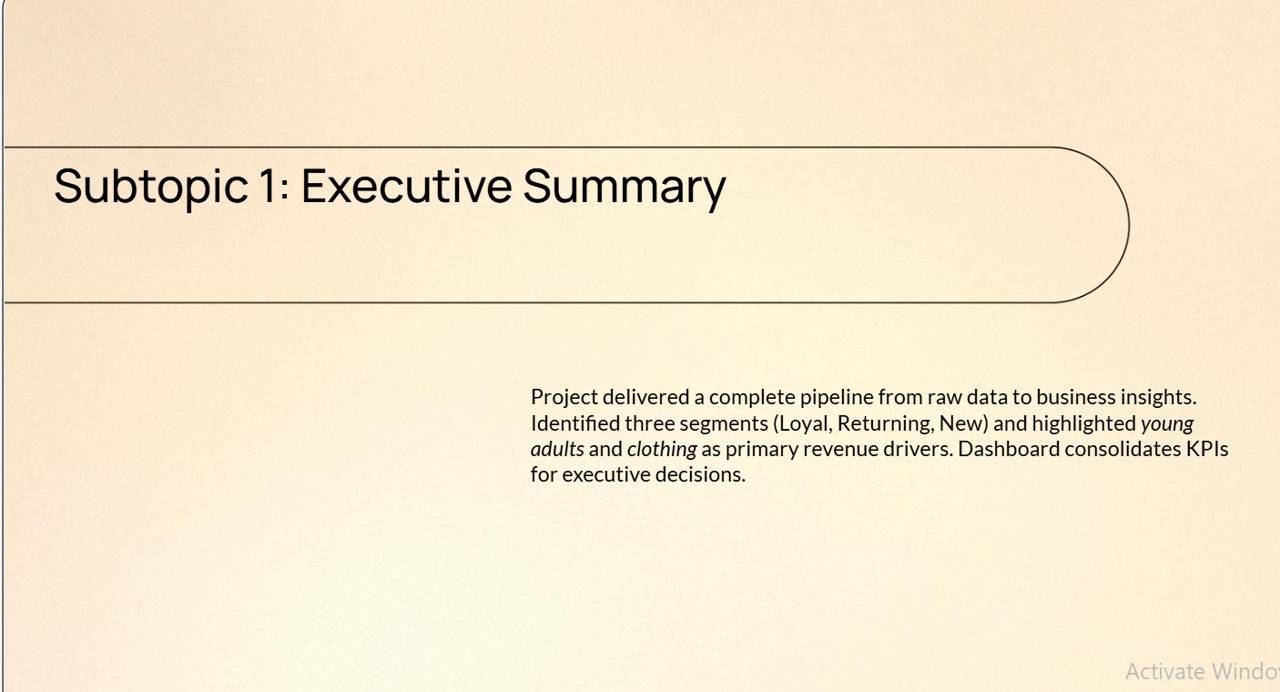 Subtopic 1: Executive Summary
Project delivered a complete pipeline from raw data to business insights.
Identified three segments (Loyal, Returning, New) and highlighted young
adults and clothing as primary revenue drivers. Dashboard consolidates KPIs
for executive decisions.
Activate